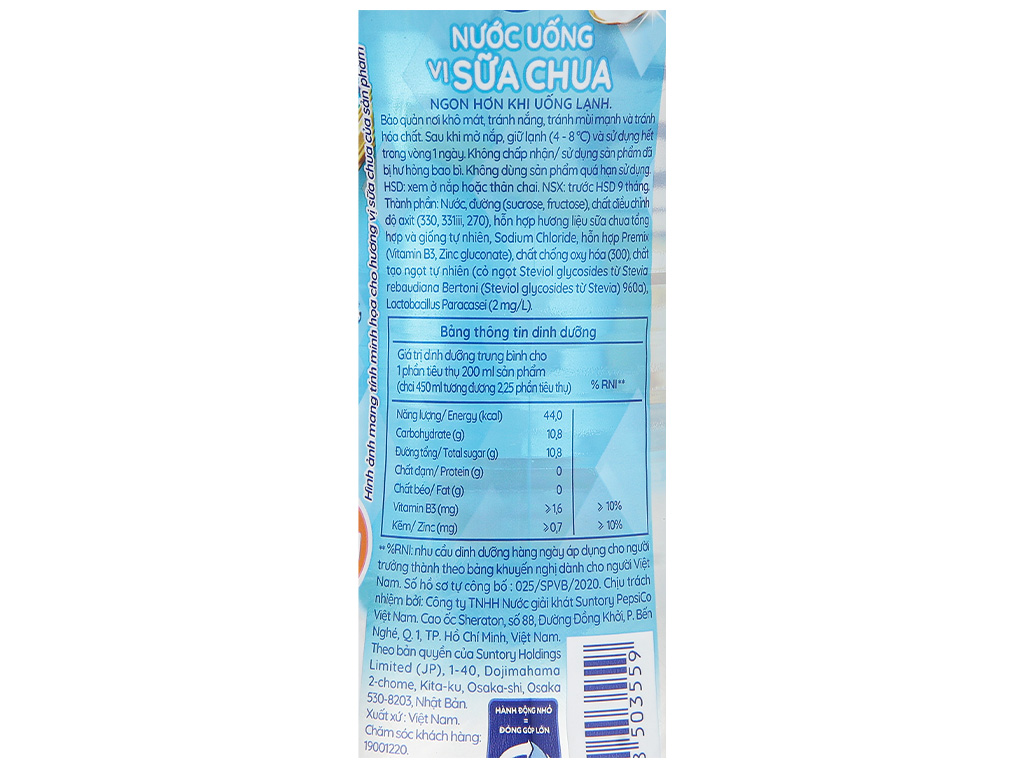 NƯỚC UỐNG
VỊ SỮA CHUA
NGON HƠN KHI UỐNG LẠNH.
Bảo quản nơi khô mát, tránh nắng, tránh mùi mạnh và tránh
hóa chất. Sau khi mở nắp, giữ lạnh (4 - 8 °C) và sử dụng hết
trong vòng 1 ngày. Không chấp nhận/ sử dụng sản phẩm đã
bị hư hỏng bao bì. Không dùng sản phẩm quá hạn sử dụng.
HSD: xem ở nắp hoặc thân chai. NSX: trước HSD 9 tháng.
Thành phần: Nước, đường (sucrose, fructose), chất điều chỉnh
độ axit (330, 331iii, 270), hỗn hợp hương liệu sữa chua tổng
hợp và giống tự nhiên, Sodium Chloride, hỗn hợp Premix
(Vitamin B3, Zinc gluconate), chất chống oxy hóa (300), chất
tạo ngọt tự nhiên (cỏ ngọt Steviol glycosides từ Stevia
rebaudiana Bertoni (Steviol glycosides từ Stevia) 960a),
Lactobacillus Paracasei (2 mg/L).
Bảng thông tin dinh dưỡng
Giá trị dinh dưỡng trung bình cho
1 phần tiêu thụ 200 ml sản phẩm
(chai 450 ml tương đương 2,25 phần tiêu thụ) % RNI**
Năng lượng/ Energy (kcal) 44,0
Carbohydrate (g) 10,8
Đường tổng/ Total sugar (g) 10,8
Chất đạm/ Protein (g) 0
Chất béo/ Fat (g) 0
Vitamin B3 (mg) ⩾1,6 ⩾ 10%
Kẽm/ Zinc (mg) ⩾0,7 ⩾ 10%
** %RNI: nhu cầu dinh dưỡng hàng ngày áp dụng cho người
trưởng thành theo bảng khuyến nghị dành cho người Việt
Nam. Số hồ sơ tự công bố : 025/SPVB/2020. Chịu trách
nhiệm bởi: Công ty TNHH Nước giải khát Suntory PepsiCo
Việt Nam. Cao ốc Sheraton, số 88, Đường Đồng Khởi, P. Bến
Nghé, Q. 1, TP. Hồ Chí Minh, Việt Nam.
Theo bản quyền của Suntory Holdings
Limited (JP), 1-40, Dojimahama
2-chome, Kita-ku, Osaka-shi, Osaka
530-8203, Nhật Bản.
Xuất xứ : Việt Nam.
Chăm sóc khách hàng:
19001220.
HÀNH ĐỘNG NHỎ
=
ĐÓNG GÓP LỚN
503559
Hình ảnh mang tính minh họa cho hương vị sữa chua của sản phẩm